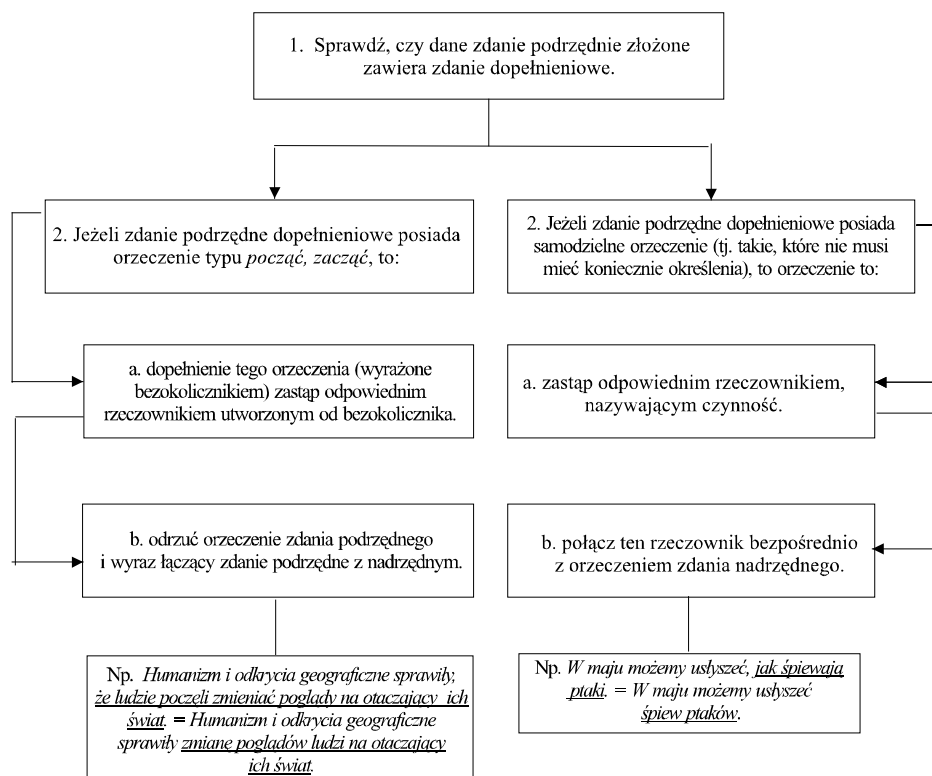 1. Sprawdź, czy dane zdanie podrzędnie złożone
zawiera zdanie dopełnieniowe.
2. Jeżeli zdanie podrzędne dopełnieniowe posiada
orzeczenie typu począć, zacząć, to:
a. dopełnienie tego orzeczenia (wyrażone
bezokolicznikiem) zastąp odpowiednim
rzeczownikiem utworzonym od bezokolicznika.
b. odrzuć orzeczenie zdania podrzędnego
i wyraz łączący zdanie podrzędne z nadrzędnym.
Np. Humanizm i odkrycia geograficzne sprawiły,
że ludzie poczęli zmieniać poglądy na otaczający ich
świat. = Humanizm i odkrycia geograficzne
sprawiły zmianę poglądów ludzi na otaczający
ich świat.
2. Jeżeli zdanie podrzędne dopełnieniowe posiada
samodzielne orzeczenie (tj. takie, które nie musi
mieć koniecznie określenia), to orzeczenie to:
a. zastąp odpowiednim rzeczownikiem,
nazywającym czynność.
b. połącz ten rzeczownik bezpośrednio
z orzeczeniem zdania nadrzędnego.
Np. W maju możemy usłyszeć, jak śpiewają
ptaki. = W maju możemy usłyszeć
śpiew ptaków.